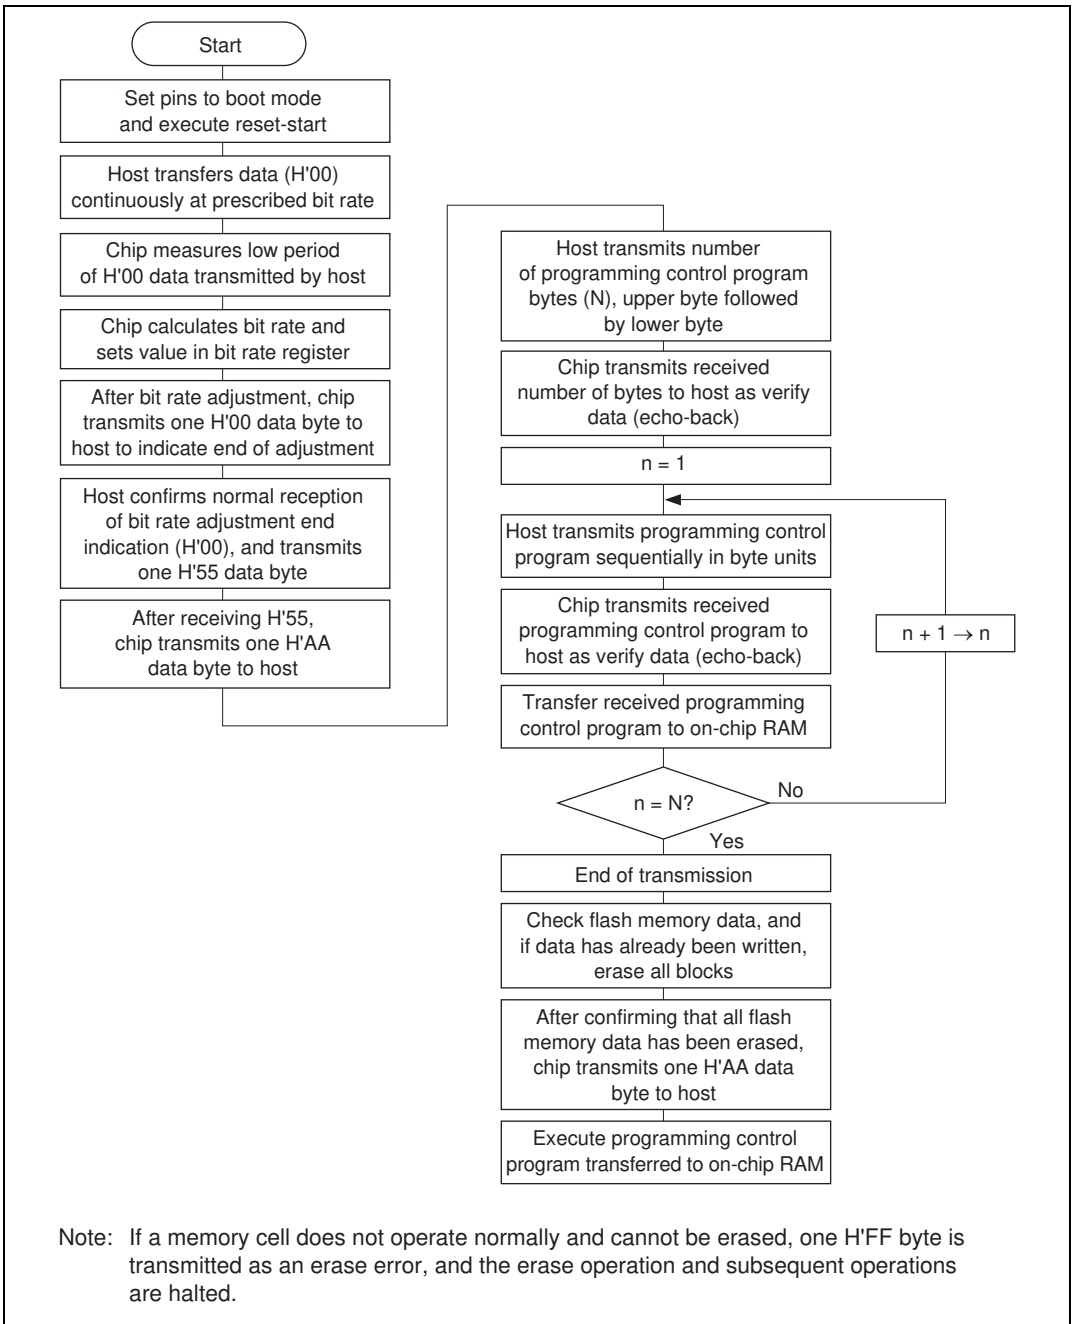 Start
Set pins to boot mode
and execute reset-start
Host transfers data (H'00)
continuously at prescribed bit rate
Chip measures low period
of H'00 data transmitted by host
Chip calculates bit rate and
sets value in bit rate register
After bit rate adjustment, chip
transmits one H'00 data byte to
host to indicate end of adjustment
Host confirms normal reception
of bit rate adjustment end
indication (H'00), and transmits
one H'55 data byte
After receiving H'55,
chip transmits one H'AA
data byte to host
Host transmits number
of programming control program
bytes (N), upper byte followed
by lower byte
Chip transmits received
number of bytes to host as verify
data (echo-back)
n = 1
Host transmits programming control
program sequentially in byte units
Chip transmits received
programming control program to
host as verify data (echo-back)
n + 1 → n
Transfer received programming
control program to on-chip RAM
n = N?
No
Yes
End of transmission
Check flash memory data, and
if data has already been written,
erase all blocks
After confirming that all flash
memory data has been erased,
chip transmits one H'AA data
byte to host
Execute programming control
program transferred to on-chip RAM
Note: If a memory cell does not operate normally and cannot be erased, one H'FF byte is
transmitted as an erase error, and the erase operation and subsequent operations
are halted.